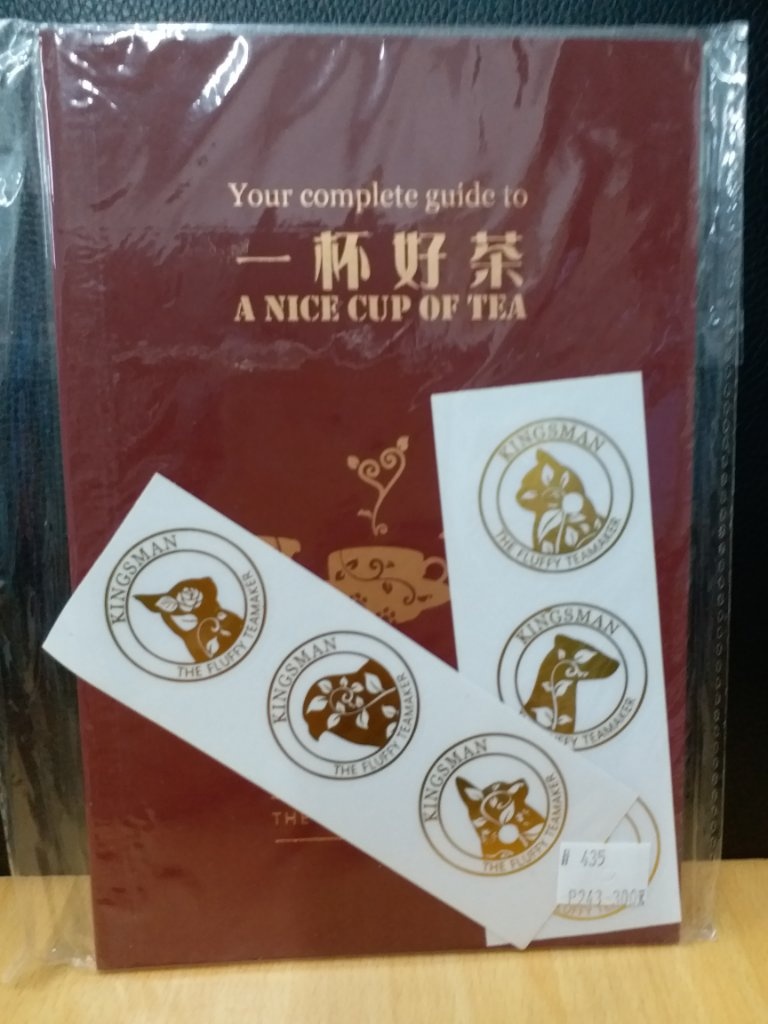 Your complete guide to
一杯好茶
A NICE CUP OF TEA
KINGSMAN
THE FLUFFY TEAMAKER
KINGSMAN
THE FLUFFY TEAMAKER
KINGSMAN
THE FLUFFY TEAMAKER
KINGSMAN
THE FLUFFY TEAMAKER
KINGSMAN
FFY TEAMAKER
THE
# 435